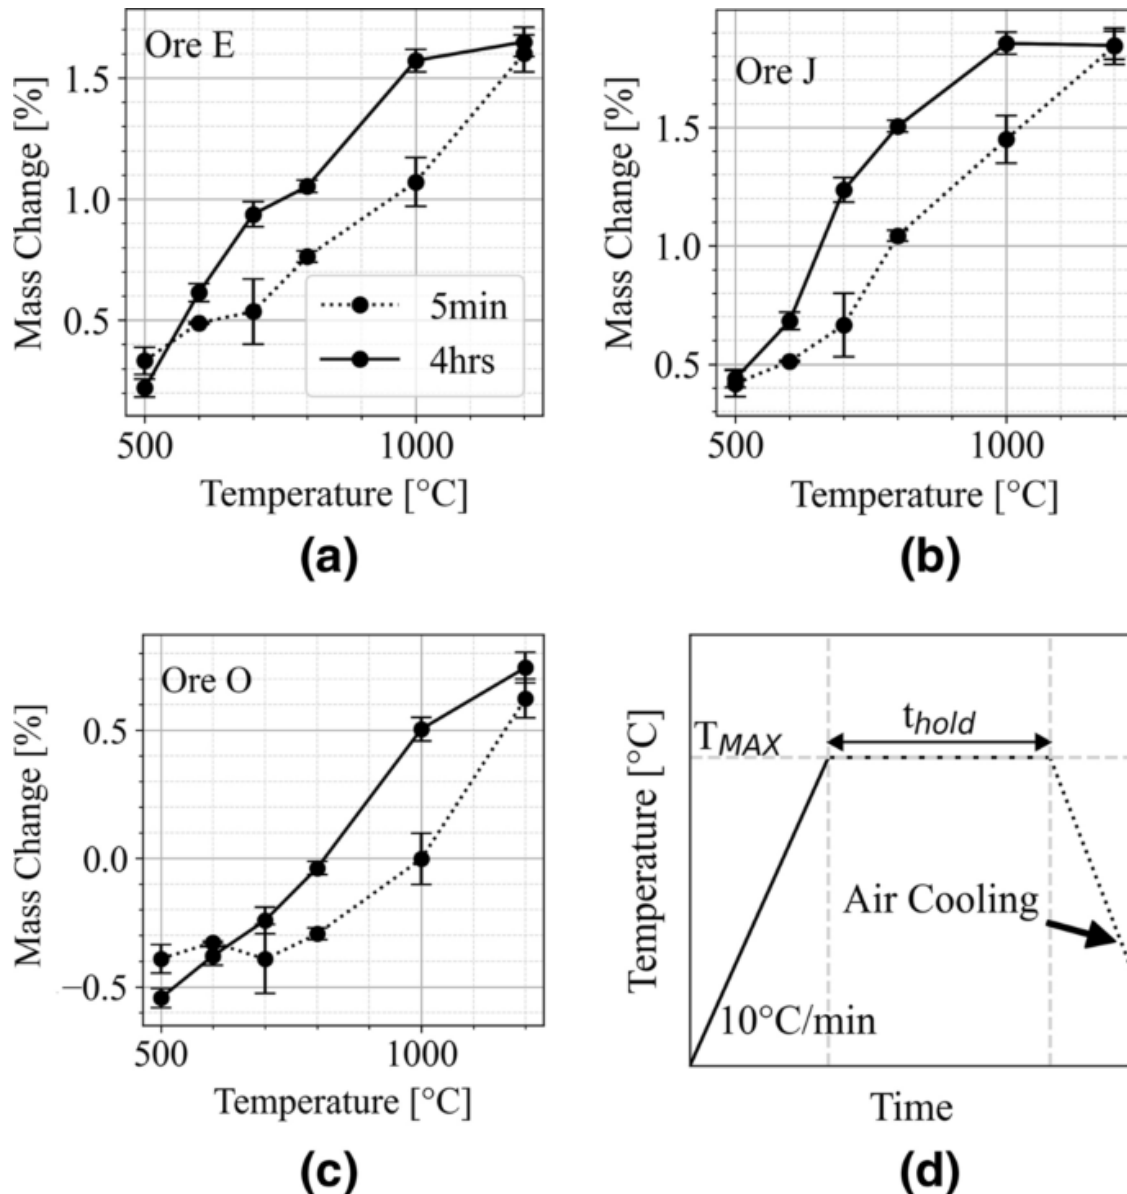 Ore E
Mass Change [%]
1.5
1.0
0.5
5min
4hrs
500
1000
Temperature [°C]
(a)
Ore J
Mass Change [%]
1.5
1.0
0.5
500
1000
Temperature [°C]
(b)
Ore O
Mass Change [%]
0.5
0.0
−0.5
500
1000
Temperature [°C]
(c)
Temperature [°C]
TMAX
thold
Air Cooling
10°C/min
Time
(d)